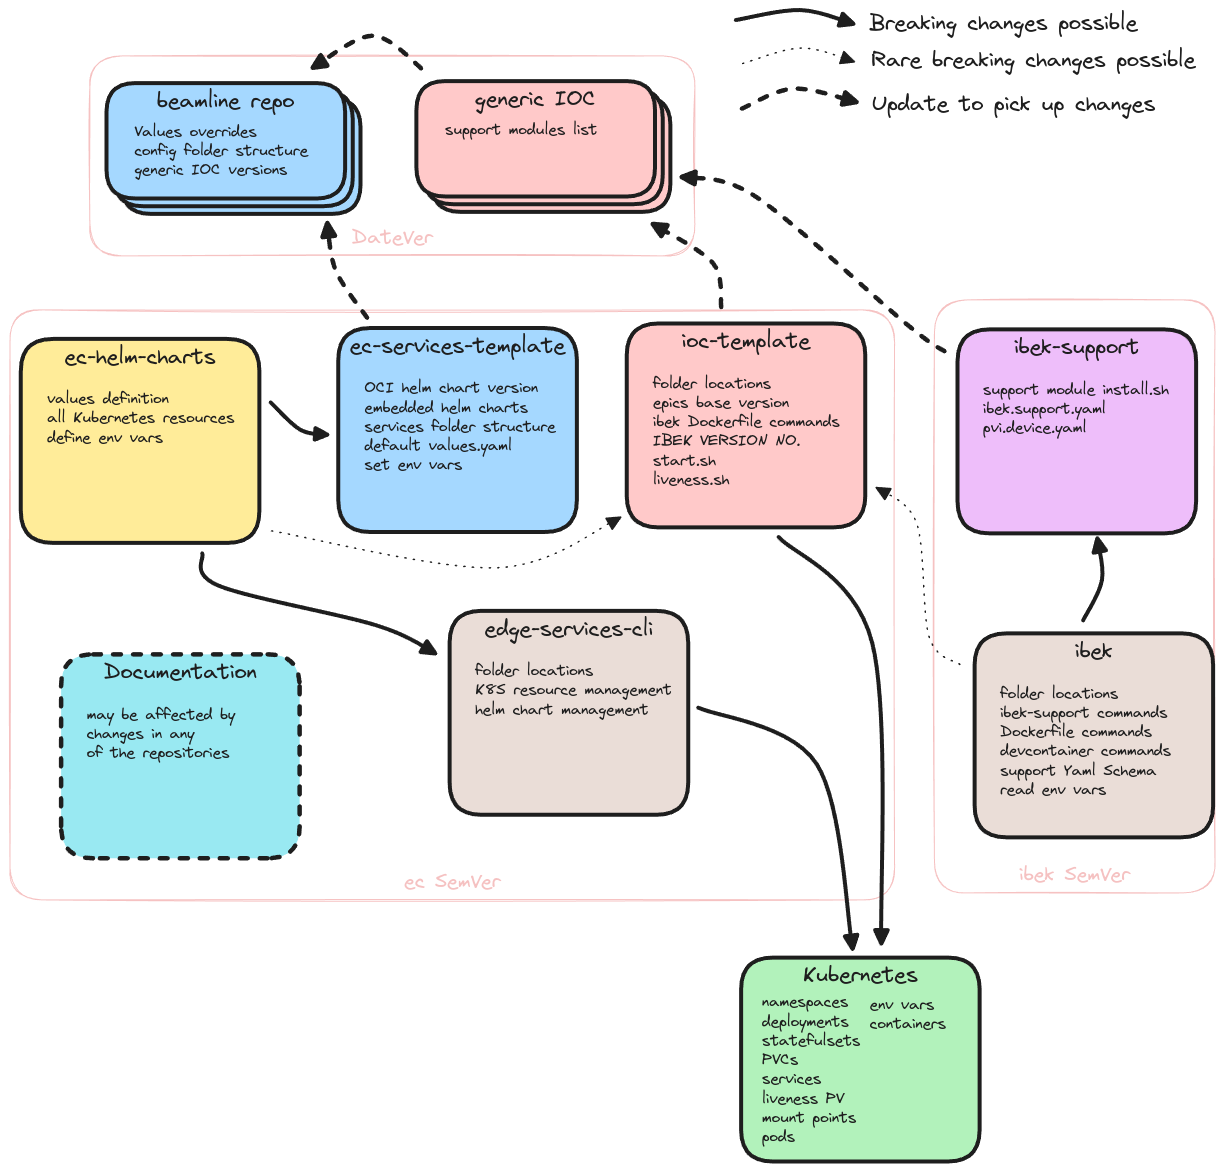 Breaking changes possible
Rare breaking changes possible
Update to pick up changes
beamline repo
Values overrides
config folder structure
generic IOC versions
generic IOC
support modules list
DateVer
ec-helm-charts
values definition
all Kubernetes resources
define env vars
ec-services-template
OCI helm chart version
embedded helm charts
services folder structure
default values.yaml
set env vars
ioc-template
folder locations
epics base version
ibek Dockerfile commands
IBEK VERSION NO.
start.sh
liveness.sh
ibek-support
support module install.sh
ibek.support.yaml
pvi.device.yaml
edge-services-cli
folder locations
K8S resource management
helm chart management
Documentation
may be affected by
changes in any
of the repositories
ibek
folder locations
ibek-support commands
Dockerfile commands
devcontainer commands
support Yaml Schema
read env vars
ec SemVer
ibek SemVer
Kubernetes
namespaces
deployments
statefulsets
PVCs
services
liveness PV
mount points
pods
env vars
containers